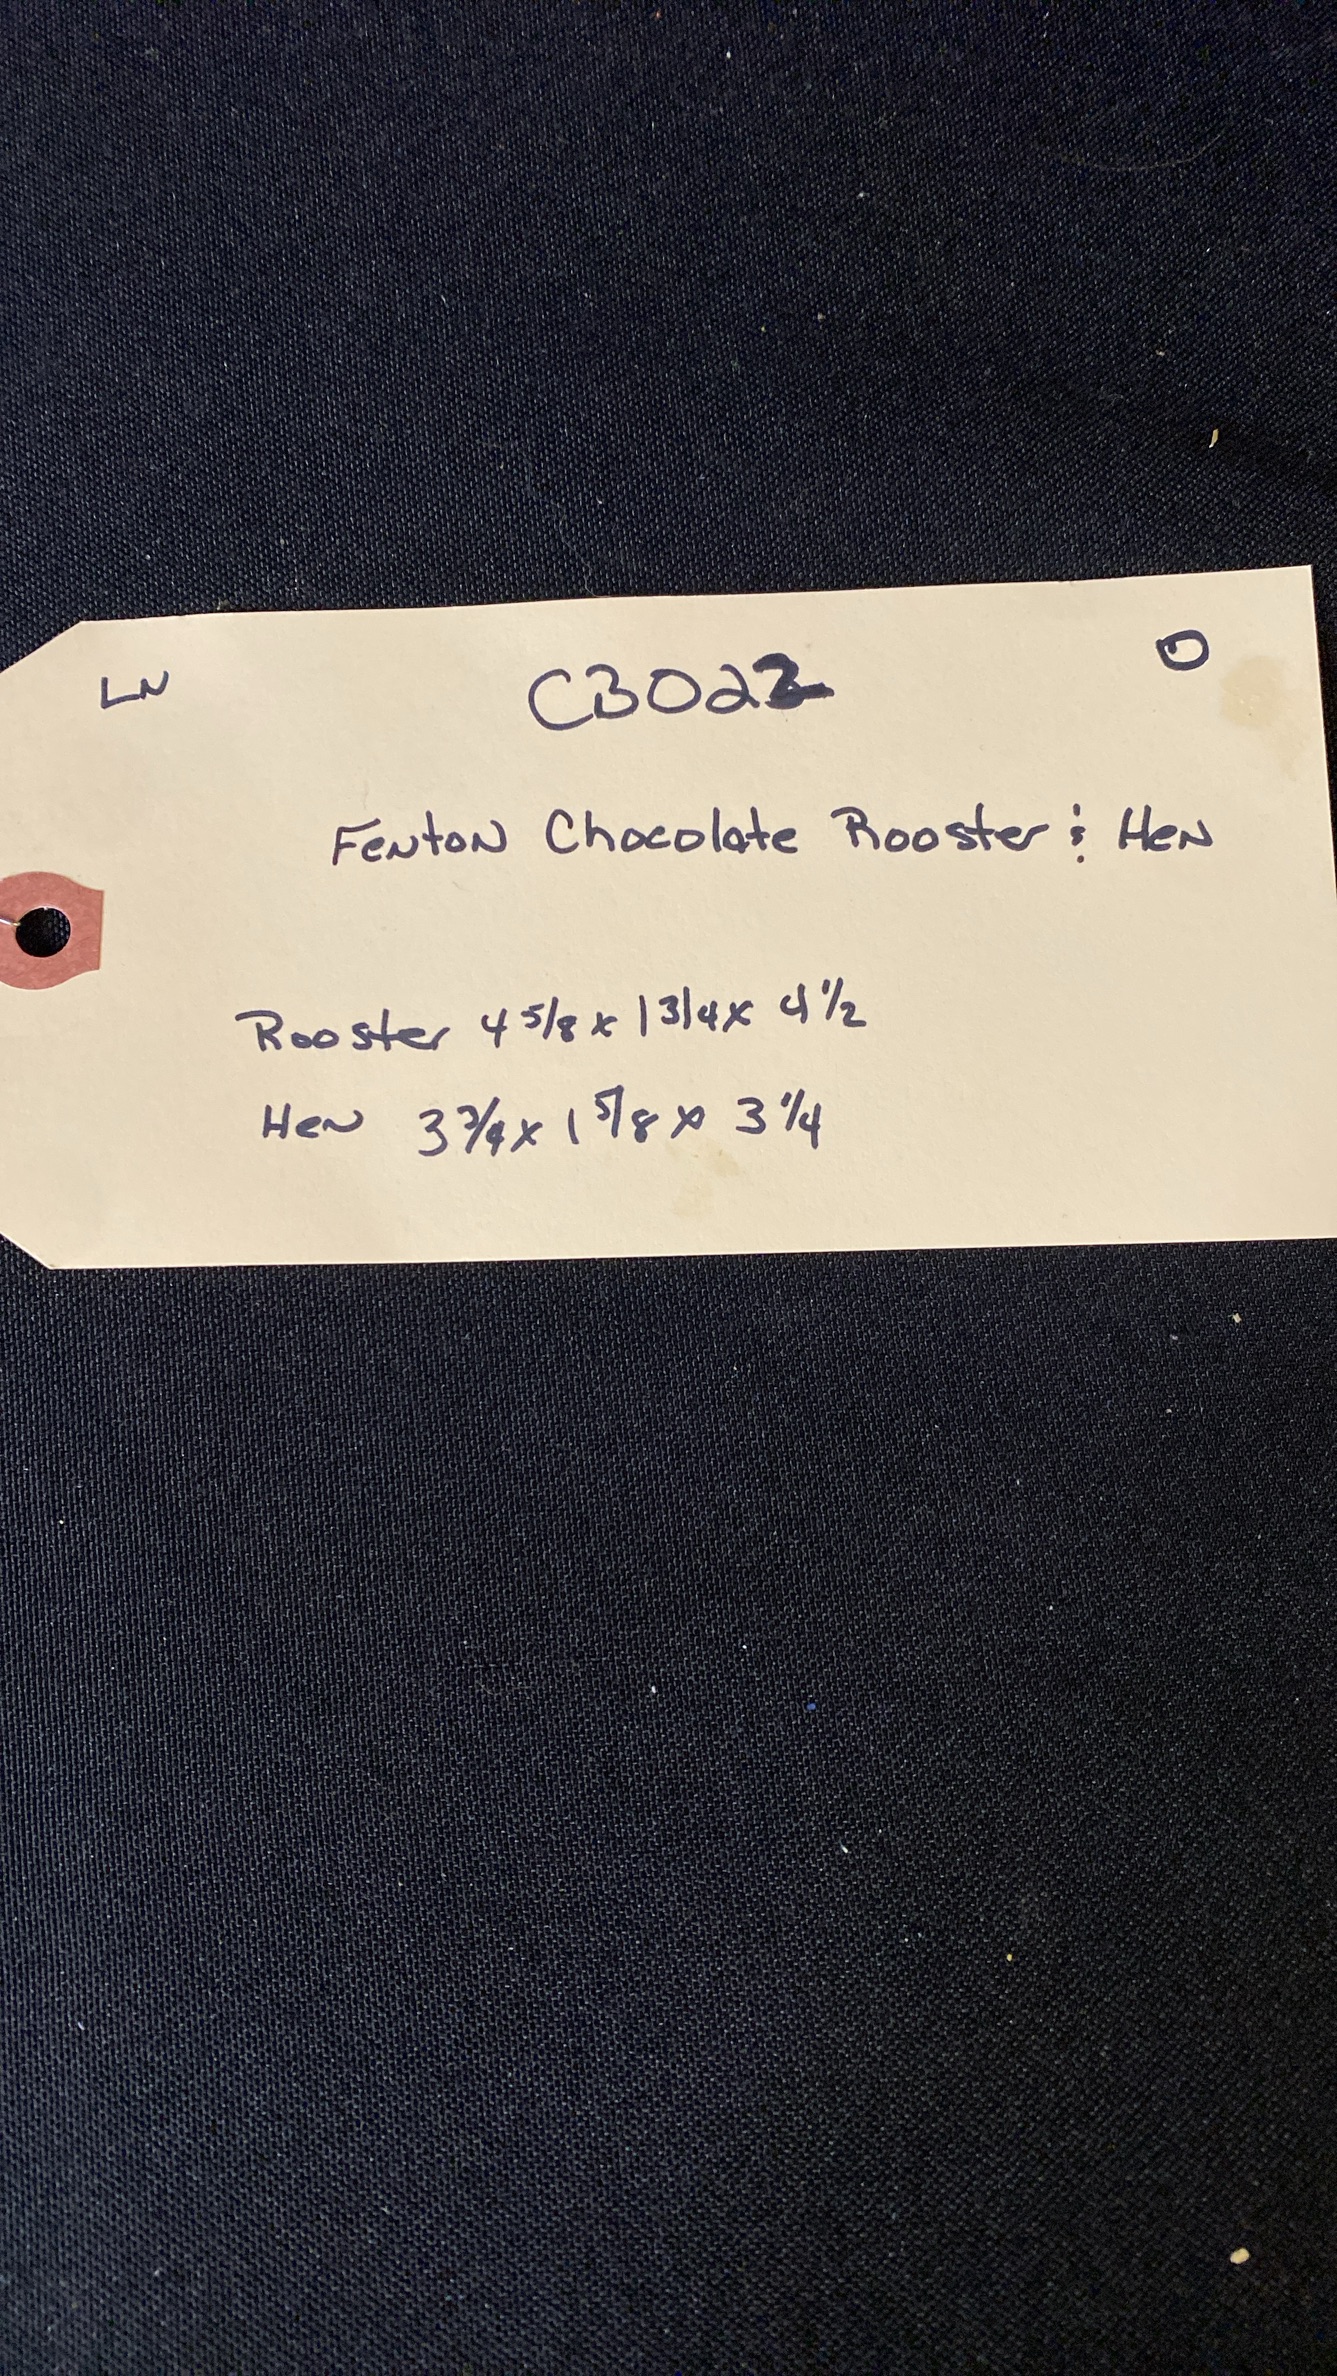 LN CB022 O
Fenton Chocolate Rooster & Hen
Rooster 4 5/8 x 1 3/4 x 4 1/2
Hen 3 3/4 x 1 5/8 x 3 1/4